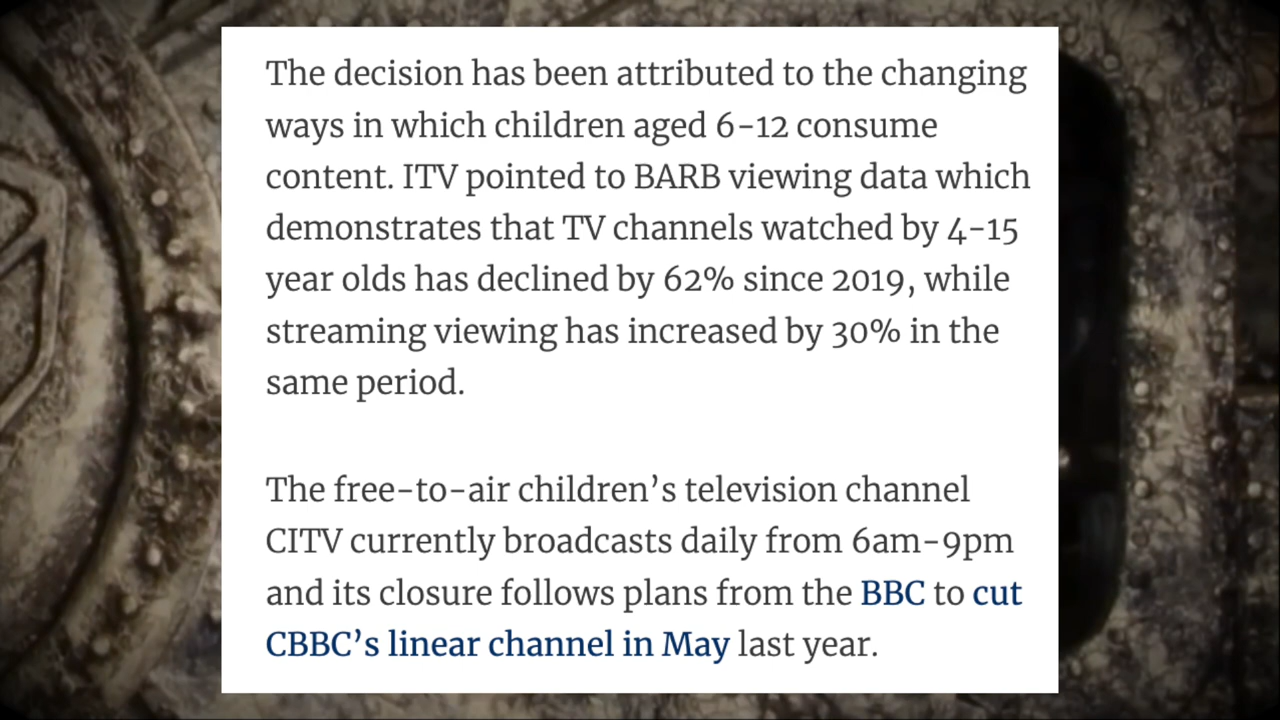 The decision has been attributed to the changing
ways in which children aged 6-12 consume
content. ITV pointed to BARB viewing data which
demonstrates that TV channels watched by 4-15
year olds has declined by 62% since 2019, while
streaming viewing has increased by 30% in the
same period.
The free-to-air children’s television channel
CITV currently broadcasts daily from 6am-9pm
and its closure follows plans from the BBC to cut
CBBC’s linear channel in May last year.